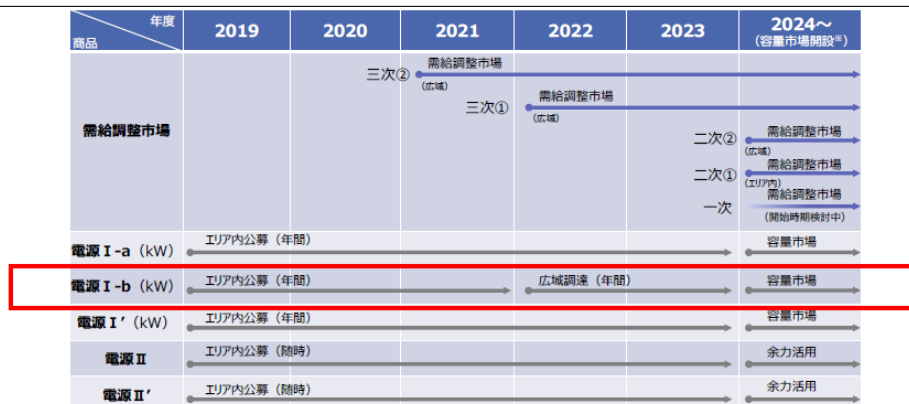 年度
商品
2019
2020
2021
2022
2023
2024～
(容量市場開設※)
需給調整市場
三次②
需給調整市場
(広域)
三次①
需給調整市場
(広域)
二次②
需給調整市場
(広域)
二次①
需給調整市場
(エリア内)
一次
需給調整市場
(開始時期検討中)
電源Ⅰ-a（kW）
エリア内公募（年間）
容量市場
電源Ⅰ-b（kW）
エリア内公募（年間）
広域調達（年間）
容量市場
電源Ⅰ′（kW）
エリア内公募（年間）
容量市場
電源Ⅱ
エリア内公募（随時）
余力活用
電源Ⅱ′
エリア内公募（随時）
余力活用